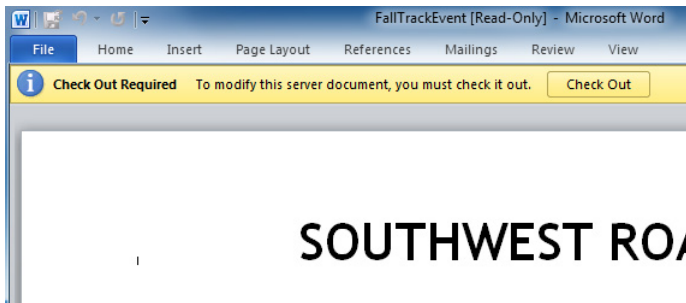 W FallTrackEvent [Read-Only] - Microsoft Word
File Home Insert Page Layout References Mailings Review View
i Check Out Required To modify this server document, you must check it out. Check Out
SOUTHWEST ROA